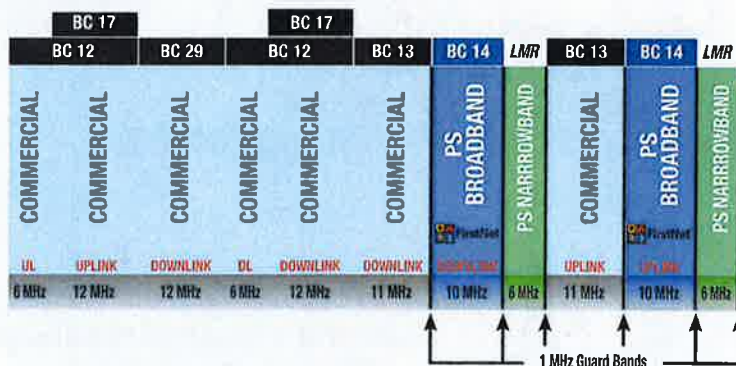 BC 17
BC 17
BC 12
BC 29
BC 12
BC 13
BC 14
LMR
BC 13
BC 14
LMR
COMMERCIAL
COMMERCIAL
COMMERCIAL
COMMERCIAL
COMMERCIAL
COMMERCIAL
PS BROADBAND
PS NARRROWBAND
COMMERCIAL
PS BROADBAND
PS NARRROWBAND
FirstNet
FirstNet
UL
UPLINK
DOWNLINK
DL
DOWNLINK
DOWNLINK
DOWNLINK
UPLINK
UPLINK
6 MHz
12 MHz
12 MHz
6 MHz
12 MHz
11 MHz
10 MHz
6 MHz
11 MHz
10 MHz
6 MHz
1 MHz Guard Bands